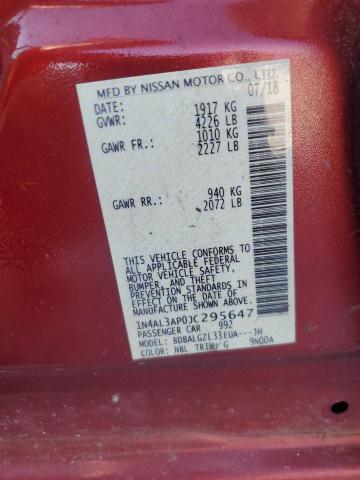 MFD BY NISSAN MOTOR CO., LTD.
07/18
DATE: 1917 KG
GVWR: 4226 LB
1010 KG
GAWR FR.: 2227 LB
940 KG
GAWR RR.: 2072 LB
THIS VEHICLE CONFORMS TO
ALL APPLICABLE FEDERAL
MOTOR VEHICLE SAFETY,
BUMPER, AND THEFT
PREVENTION STANDARDS IN
EFFECT ON THE DATE OF
MANUFACTURE SHOWN ABOVE.
1N4AL3AP0JC295647
PASSENGER CAR 992
MODEL: BDBALG2L33EUA---JH
COLOR: NBL TRIM: G 9N00A